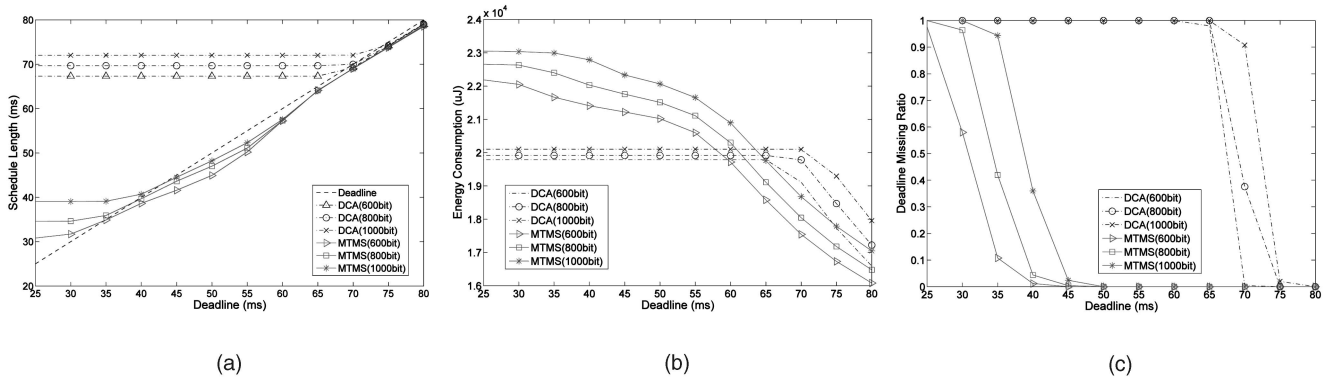 80
70
60
50
40
30
20
25 30 35 40 45 50 55 60 65 70 75 80
Schedule Length (ms)
Deadline (ms)
Deadline
DCA(600bit)
DCA(800bit)
DCA(1000bit)
MTMS(600bit)
MTMS(800bit)
MTMS(1000bit)
(a)
2.4 x 10^4
2.3
2.2
2.1
2.0
1.9
1.8
1.7
1.6
25 30 35 40 45 50 55 60 65 70 75 80
Energy Consumption (uJ)
Deadline (ms)
DCA(600bit)
DCA(800bit)
DCA(1000bit)
MTMS(600bit)
MTMS(800bit)
MTMS(1000bit)
(b)
1
0.9
0.8
0.7
0.6
0.5
0.4
0.3
0.2
0.1
0
25 30 35 40 45 50 55 60 65 70 75 80
Deadline Missing Ratio
Deadline (ms)
DCA(600bit)
DCA(800bit)
DCA(1000bit)
MTMS(600bit)
MTMS(800bit)
MTMS(1000bit)
(c)